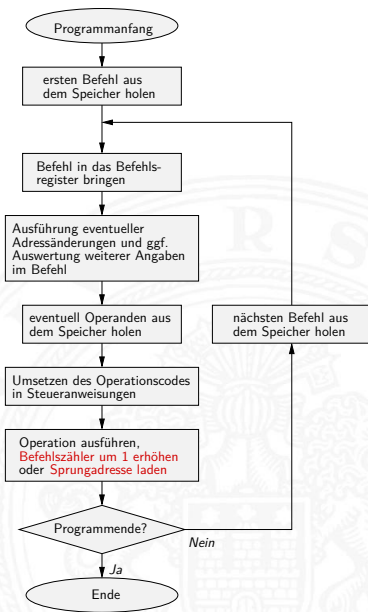 Programmanfang
ersten Befehl aus
dem Speicher holen
Befehl in das Befehls-
register bringen
Ausführung eventueller
Adressänderungen und ggf.
Auswertung weiterer Angaben
im Befehl
eventuell Operanden aus
dem Speicher holen
nächsten Befehl aus
dem Speicher holen
Umsetzen des Operationscodes
in Steueranweisungen
Operation ausführen,
Befehlszähler um 1 erhöhen
oder Sprungadresse laden
Programmende?
Nein
Ja
Ende
R S